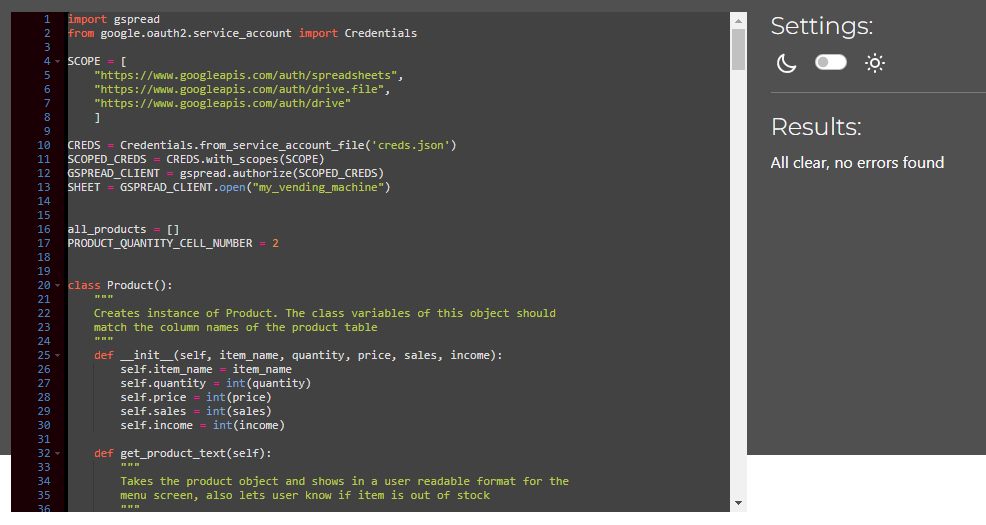 1 import gspread
2 from google.oauth2.service_account import Credentials
3
4 SCOPE = [
5     "https://www.googleapis.com/auth/spreadsheets",
6     "https://www.googleapis.com/auth/drive.file",
7     "https://www.googleapis.com/auth/drive"
8     ]
9
10 CREDS = Credentials.from_service_account_file('creds.json')
11 SCOPED_CREDS = CREDS.with_scopes(SCOPE)
12 GSPREAD_CLIENT = gspread.authorize(SCOPED_CREDS)
13 SHEET = GSPREAD_CLIENT.open("my_vending_machine")
14
15
16 all_products = []
17 PRODUCT_QUANTITY_CELL_NUMBER = 2
18
19
20 class Product():
21     """
22     Creates instance of Product. The class variables of this object should
23     match the column names of the product table
24     """
25     def __init__(self, item_name, quantity, price, sales, income):
26         self.item_name = item_name
27         self.quantity = int(quantity)
28         self.price = int(price)
29         self.sales = int(sales)
30         self.income = int(income)
31
32     def get_product_text(self):
33         """
34         Takes the product object and shows in a user readable format for the
35         menu screen, also lets user know if item is out of stock
36         """
Settings:
Results:
All clear, no errors found